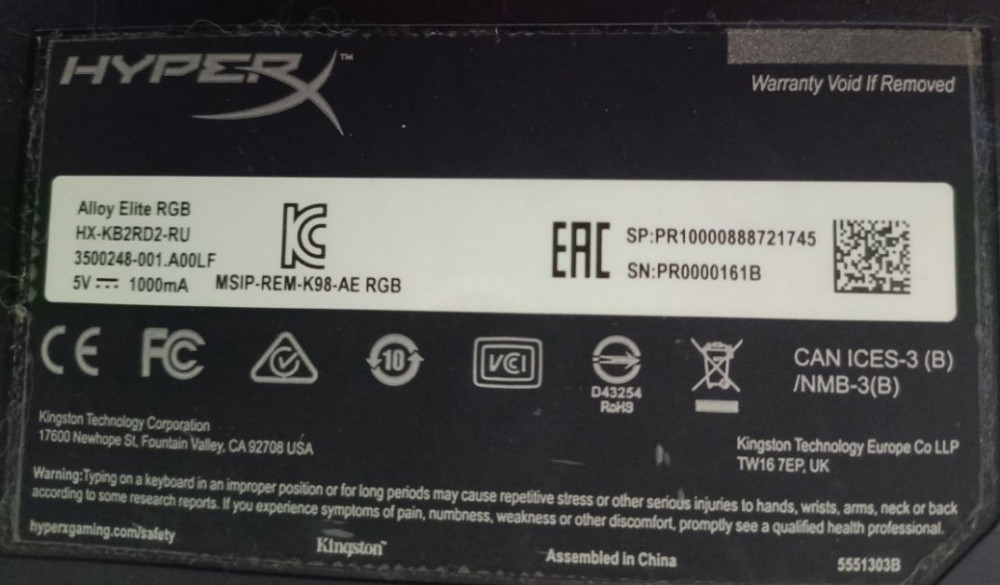 HYPERX™
Warranty Void If Removed
Alloy Elite RGB
HX-KB2RD2-RU
3500248-001.A00LF
5V ⎓ 1000mA
MSIP-REM-K98-AE RGB
EAC
SP:PR10000888721745
SN:PR0000161B
CE FC 10 VCCI
D43254
RoHS
CAN ICES-3 (B)
/NMB-3(B)
Kingston Technology Corporation
17600 Newhope St, Fountain Valley, CA 92708 USA
Kingston Technology Europe Co LLP
TW16 7EP, UK
Warning:Typing on a keyboard in an improper position or for long periods may cause repetitive stress or other serious injuries to hands, wrists, arms, neck or back
according to some research reports. If you experience symptoms of pain, numbness, weakness or other discomfort, promptly see a qualified health professional.
hyperxgaming.com/safety
Kingston™
Assembled in China
5551303B